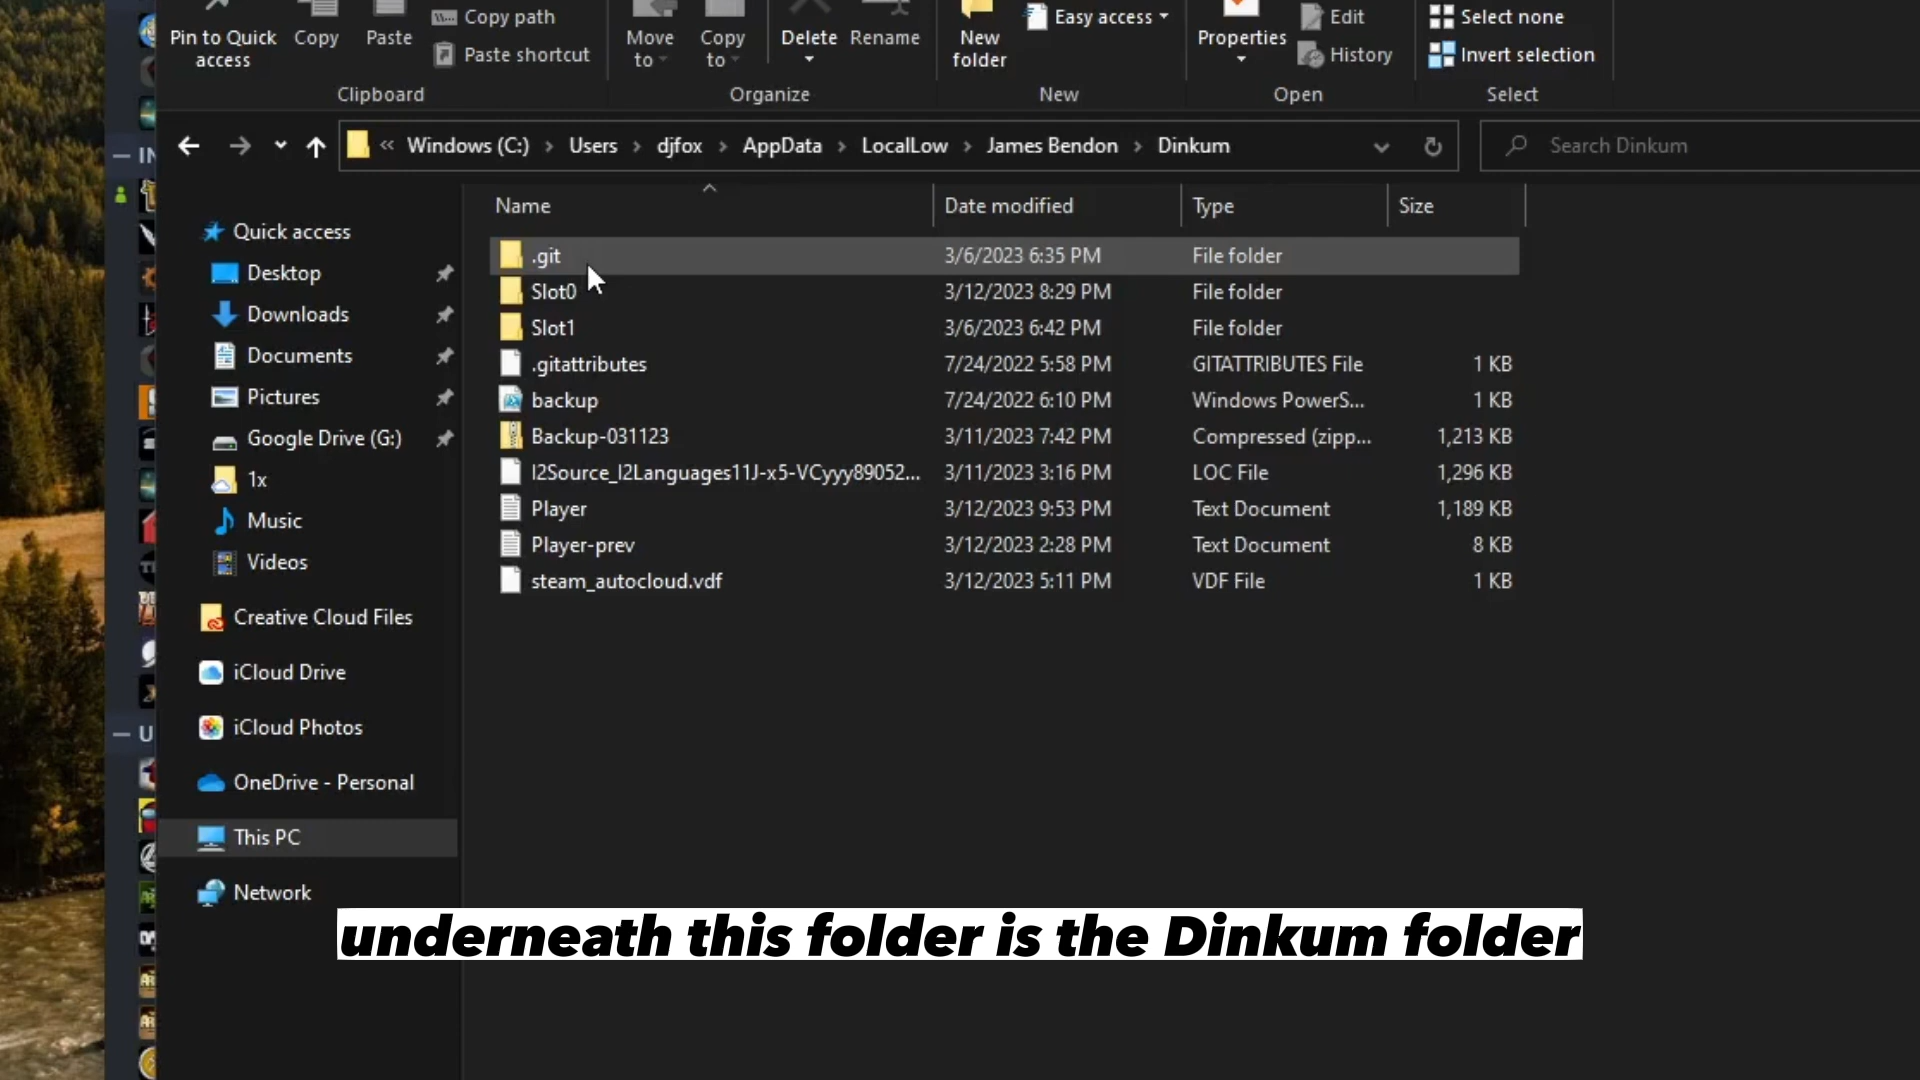 Pin to Quick access
Copy
Paste
Copy path
Paste shortcut
Clipboard
Move to
Copy to
Delete
Rename
Organize
New folder
Easy access
New
Properties
Edit
History
Open
Select none
Invert selection
Select
« Windows (C:) > Users > djfox > AppData > LocalLow > James Bendon > Dinkum
Search Dinkum
Name Date modified Type Size
.git 3/6/2023 6:35 PM File folder
Slot0 3/12/2023 8:29 PM File folder
Slot1 3/6/2023 6:42 PM File folder
.gitattributes 7/24/2022 5:58 PM GITATTRIBUTES File 1 KB
backup 7/24/2022 6:10 PM Windows PowerS... 1 KB
Backup-031123 3/11/2023 7:42 PM Compressed (zipp... 1,213 KB
I2Source_I2Languages11J-x5-VCyyy89052... 3/11/2023 3:16 PM LOC File 1,296 KB
Player 3/12/2023 9:53 PM Text Document 1,189 KB
Player-prev 3/12/2023 2:28 PM Text Document 8 KB
steam_autocloud.vdf 3/12/2023 5:11 PM VDF File 1 KB
Quick access
Desktop
Downloads
Documents
Pictures
Google Drive (G:)
1x
Music
Videos
Creative Cloud Files
iCloud Drive
iCloud Photos
OneDrive - Personal
This PC
Network
underneath this folder is the Dinkum folder